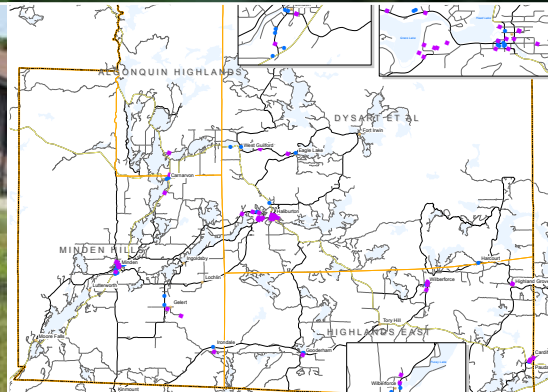 ALGONQUIN HIGHLANDS
DYSART ET AL
Fort Irwin
West Guilford
Eagle Lake
Carnarvon
Haliburton
MINDEN HILLS
Minden
Ingoldsby
Lochlin
Lutterworth
Harcourt
Wilberforce
Highland Grove
Gelert
Tory Hill
HIGHLANDS EAST
Moore Falls
Irondale
Gooderham
Kinmount
Wilberforce